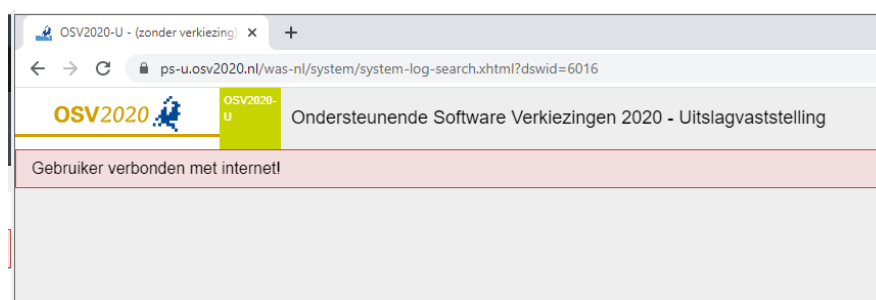 OSV2020-U - (zonder verkiezing)
ps-u.osv2020.nl/was-nl/system/system-log-search.xhtml?dswid=6016
OSV2020
OSV2020-
U
Ondersteunende Software Verkiezingen 2020 - Uitslagvaststelling
Gebruiker verbonden met internet!